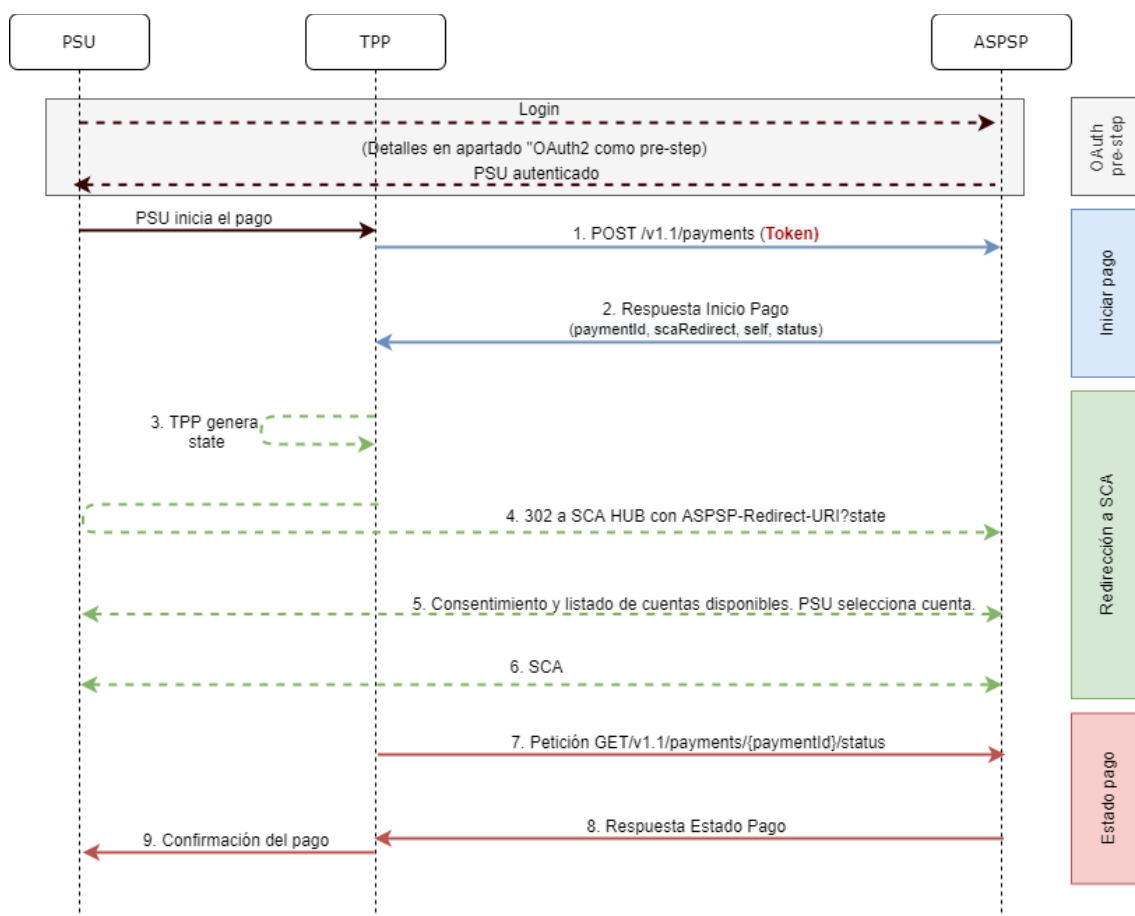 PSU
TPP
ASPSP
Login
(Detalles en apartado "OAuth2 como pre-step)
PSU autenticado
OAuth
pre-step
PSU inicia el pago
1. POST /v1.1/payments (Token)
2. Respuesta Inicio Pago
(paymentId, scaRedirect, self, status)
Iniciar pago
3. TPP genera
state
4. 302 a SCA HUB con ASPSP-Redirect-URI?state
5. Consentimiento y listado de cuentas disponibles. PSU selecciona cuenta.
6. SCA
Redirección a SCA
7. Petición GET/v1.1/payments/{paymentId}/status
8. Respuesta Estado Pago
9. Confirmación del pago
Estado pago